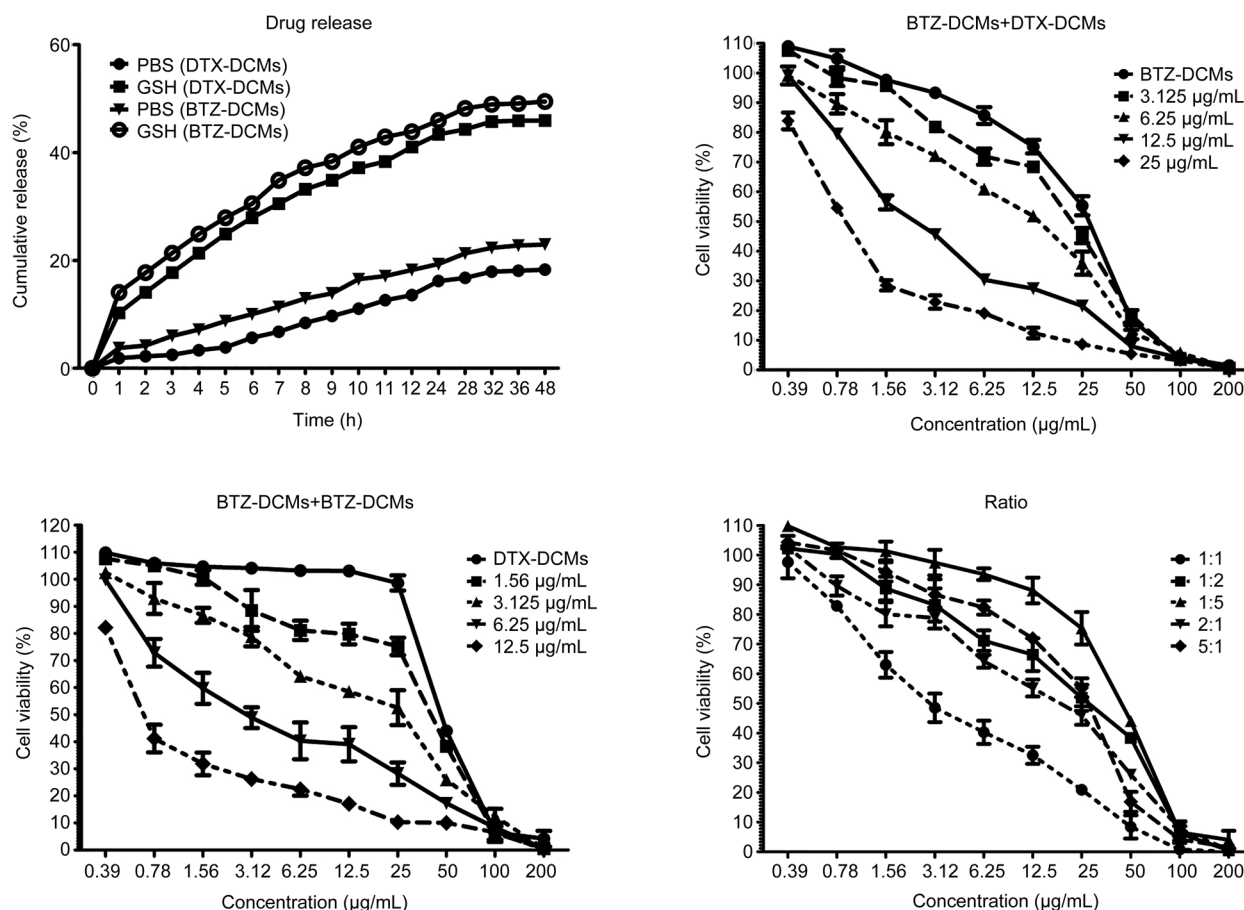 Drug release
60
40
20
0
Cumulative release (%)
PBS (DTX-DCMs)
GSH (DTX-DCMs)
PBS (BTZ-DCMs)
GSH (BTZ-DCMs)
0 1 2 3 4 5 6 7 8 9 10 11 12 24 28 32 36 48
Time (h)
BTZ-DCMs+DTX-DCMs
110
100
90
80
70
60
50
40
30
20
10
0
Cell viability (%)
BTZ-DCMs
3.125 µg/mL
6.25 µg/mL
12.5 µg/mL
25 µg/mL
0.39 0.78 1.56 3.12 6.25 12.5 25 50 100 200
Concentration (µg/mL)
BTZ-DCMs+BTZ-DCMs
120
110
100
90
80
70
60
50
40
30
20
10
0
Cell viability (%)
DTX-DCMs
1.56 µg/mL
3.125 µg/mL
6.25 µg/mL
12.5 µg/mL
0.39 0.78 1.56 3.12 6.25 12.5 25 50 100 200
Concentration (µg/mL)
Ratio
110
100
90
80
70
60
50
40
30
20
10
0
Cell viability (%)
1:1
1:2
1:5
2:1
5:1
0.39 0.78 1.56 3.12 6.25 12.5 25 50 100 200
Concentration (µg/mL)